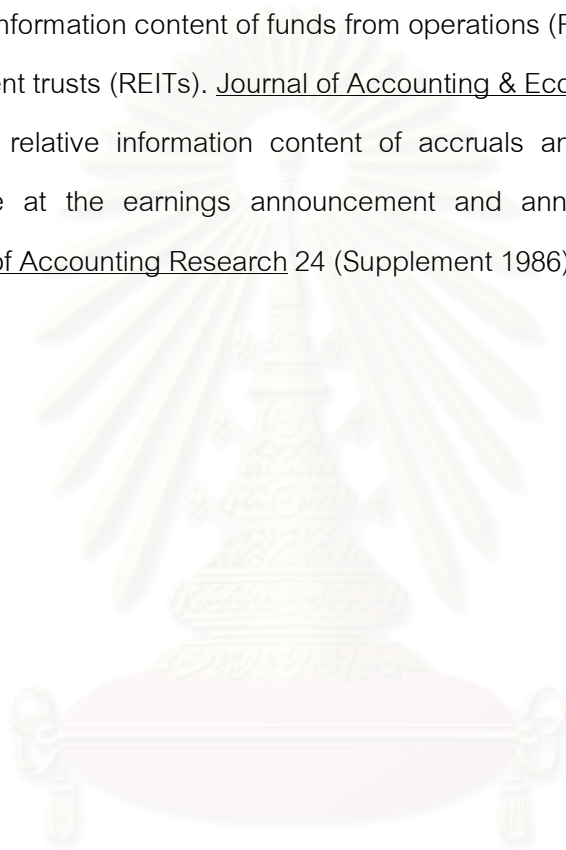 nformation content of funds from operations (F
nt trusts (REITs). Journal of Accounting & Eco
relative information content of accruals an
e at the earnings announcement and ann
of Accounting Research 24 (Supplement 1986)